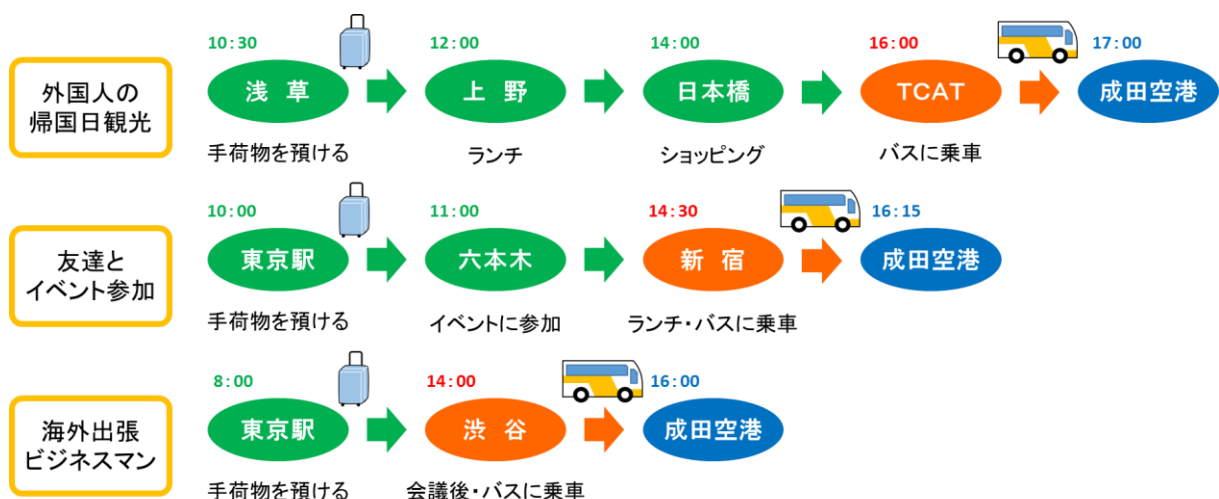 10:30
12:00
14:00
16:00
17:00
外国人の
帰国日観光
浅草
上野
日本橋
TCAT
成田空港
手荷物を預ける
ランチ
ショッピング
バスに乗車
10:00
11:00
14:30
16:15
友達と
イベント参加
東京駅
六本木
新宿
成田空港
手荷物を預ける
イベントに参加
ランチ・バスに乗車
8:00
14:00
16:00
海外出張
ビジネスマン
東京駅
渋谷
成田空港
手荷物を預ける
会議後・バスに乗車